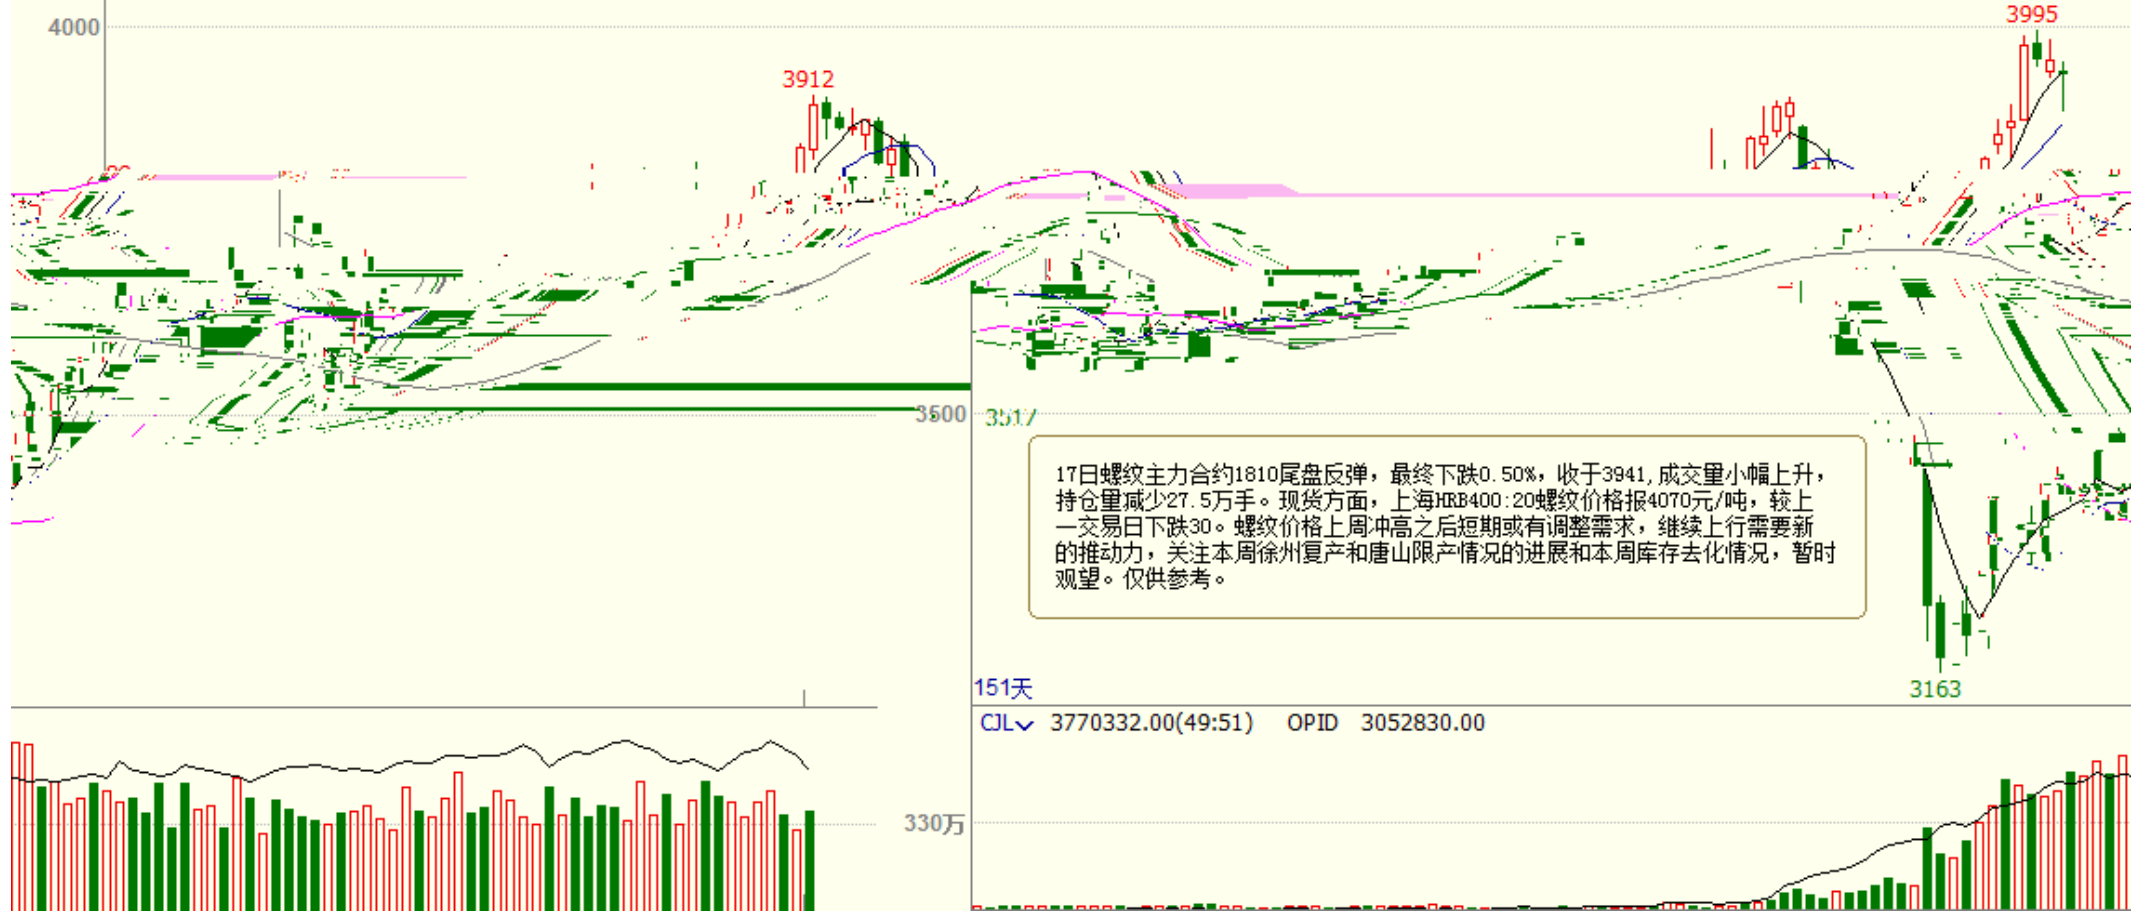 3995
4000
3912
3500
3517
17日螺纹主力合约1810尾盘反弹，最终下跌0.50%，收于3941,成交量小幅上升，
持仓量减少27.5万手。现货方面，上海HRB400:20螺纹价格报4070元/吨，较上
一交易日下跌30。螺纹价格上周冲高之后短期或有调整需求，继续上行需要新
的推动力，关注本周徐州复产和唐山限产情况的进展和本周库存去化情况，暂时
观望。仅供参考。
151天
3163
CJL 3770332.00(49:51) OPID 3052830.00
330万